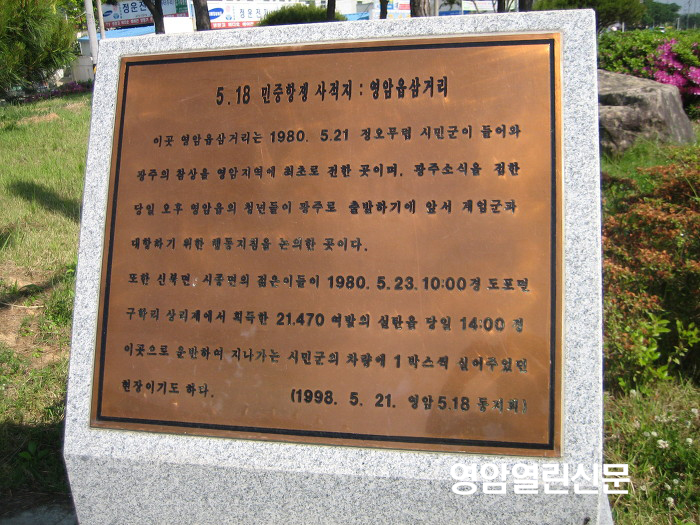 정운전
5.18 민중항쟁 사적지 : 영암읍삼거리
이곳 영암읍삼거리는 1980. 5.21 정오무렵 시민군이 들어와
광주의 참상을 영암지역에 최초로 전한 곳이며, 광주소식을 접한
당일 오후 영암읍의 청년들이 광주로 출발하기에 앞서 계엄군과
대항하기 위한 행동지침을 논의한 곳이다.
또한 신북면, 시종면의 젊은이들이 1980. 5.23.10:00경 도포면
구학리 상리제에서 획득한 21.470 여발의 실탄을 당일 14:00 경
이곳으로 운반하여 지나가는 시민군의 차량에 1 박스씩 실어주었던
현장이기도 하다. (1998. 5. 21. 영암5.18 동지회)
영암열린신문